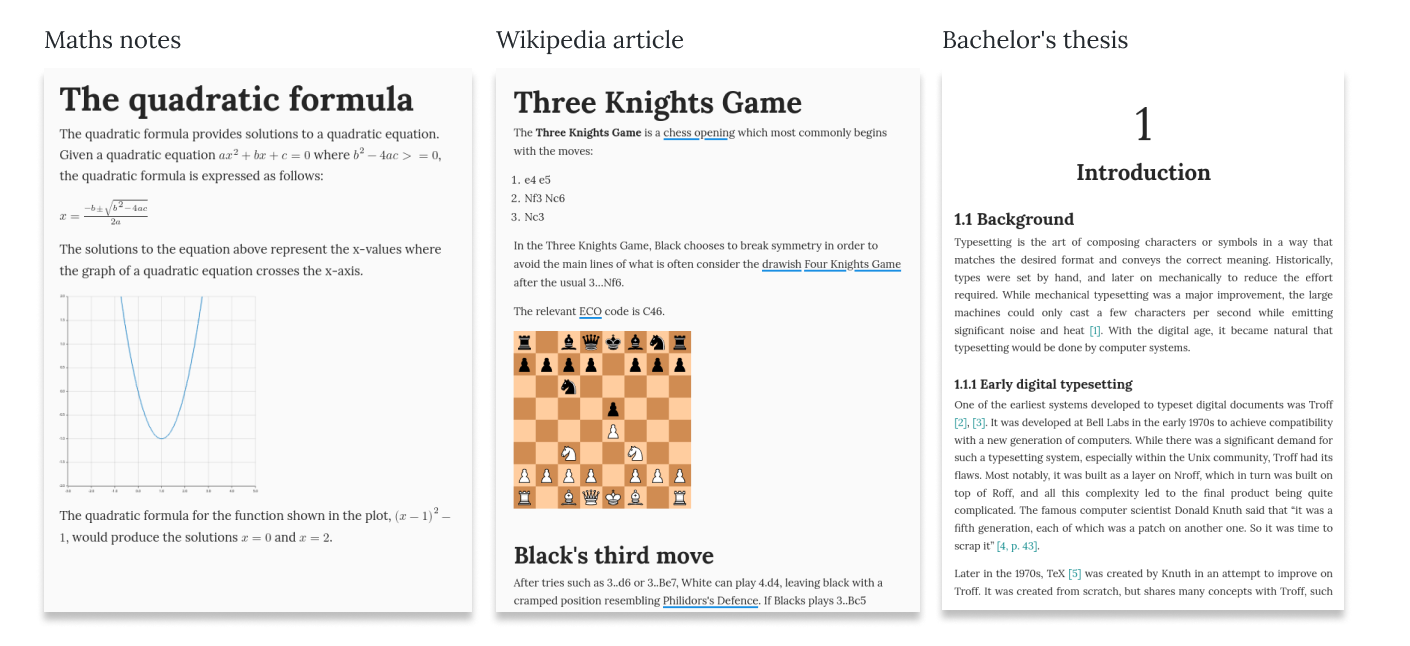 Maths notes
The quadratic formula
The quadratic formula provides solutions to a quadratic equation.
Given a quadratic equation ax² + bx + c = 0 where b² − 4ac > = 0,
the quadratic formula is expressed as follows:
x = −b±√b²−4ac / 2a
The solutions to the equation above represent the x-values where
the graph of a quadratic equation crosses the x-axis.
The quadratic formula for the function shown in the plot, (x − 1)² −
1, would produce the solutions x = 0 and x = 2.
Wikipedia article
Three Knights Game
The Three Knights Game is a chess opening which most commonly begins
with the moves:
1. e4 e5
2. Nf3 Nc6
3. Nc3
In the Three Knights Game, Black chooses to break symmetry in order to
avoid the main lines of what is often consider the drawish Four Knights Game
after the usual 3...Nf6.
The relevant ECO code is C46.
Black's third move
After tries such as 3..d6 or 3..Be7, White can play 4.d4, leaving black with a
cramped position resembling Philidors's Defence. If Blacks plays 3..Bc5
Bachelor's thesis
1
Introduction
1.1 Background
Typesetting is the art of composing characters or symbols in a way that
matches the desired format and conveys the correct meaning. Historically,
types were set by hand, and later on mechanically to reduce the effort
required. While mechanical typesetting was a major improvement, the large
machines could only cast a few characters per second while emitting
significant noise and heat [1]. With the digital age, it became natural that
typesetting would be done by computer systems.
1.1.1 Early digital typesetting
One of the earliest systems developed to typeset digital documents was Troff
[2], [3]. It was developed at Bell Labs in the early 1970s to achieve compatibility
with a new generation of computers. While there was a significant demand for
such a typesetting system, especially within the Unix community, Troff had its
flaws. Most notably, it was built as a layer on Nroff, which in turn was built on
top of Roff, and all this complexity led to the final product being quite
complicated. The famous computer scientist Donald Knuth said that “it was a
fifth generation, each of which was a patch on another one. So it was time to
scrap it” [4, p. 43].
Later in the 1970s, TeX [5] was created by Knuth in an attempt to improve on
Troff. It was created from scratch, but shares many concepts with Troff, such